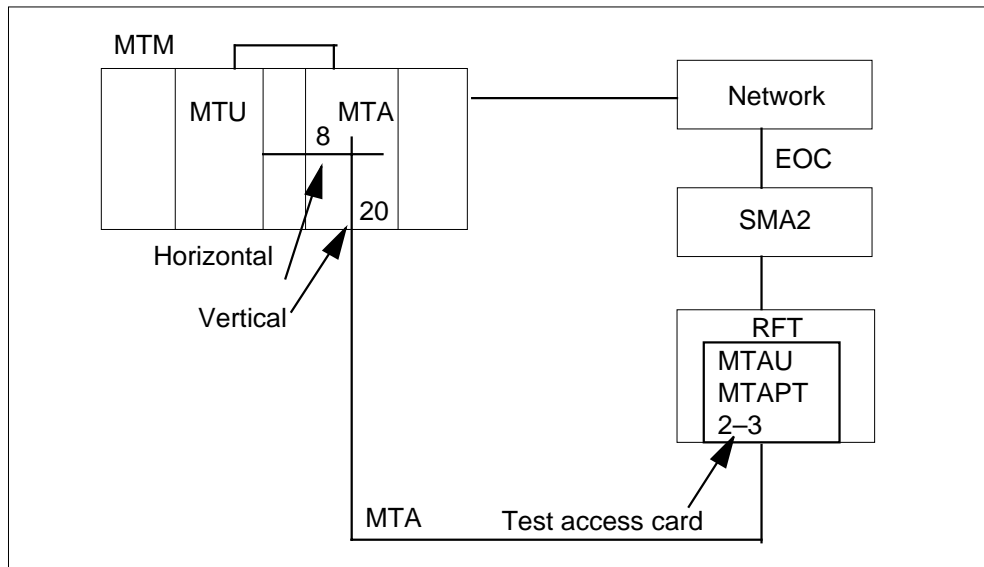 MTM
MTU
MTA
8
20
Horizontal
Vertical
Network
EOC
SMA2
RFT
MTAU
MTAPT
2–3
MTA
Test access card